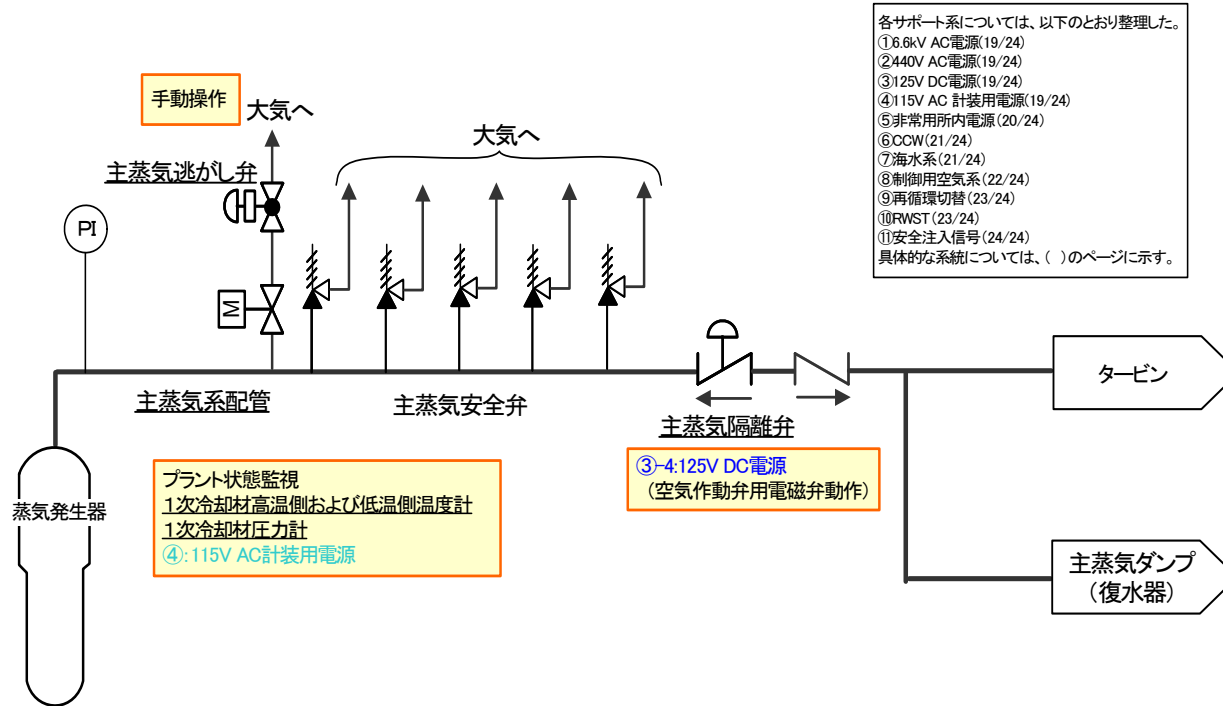 各サポート系については、以下のとおり整理した。
①6.6kV AC電源(19/24)
②440V AC電源(19/24)
③125V DC電源(19/24)
④115V AC 計装用電源(19/24)
⑤非常用所内電源(20/24)
⑥CCW(21/24)
⑦海水系(21/24)
⑧制御用空気系(22/24)
⑨再循環切替(23/24)
⑩RWST(23/24)
⑪安全注入信号(24/24)
具体的な系統については、( )のページに示す。
手動操作
大気へ
大気へ
主蒸気逃がし弁
PI
M
主蒸気系配管
主蒸気安全弁
主蒸気隔離弁
タービン
③-4:125V DC電源
(空気作動弁用電磁弁動作)
プラント状態監視
1次冷却材高温側および低温側温度計
1次冷却材圧力計
④:115V AC計装用電源
蒸気発生器
主蒸気ダンプ
(復水器)